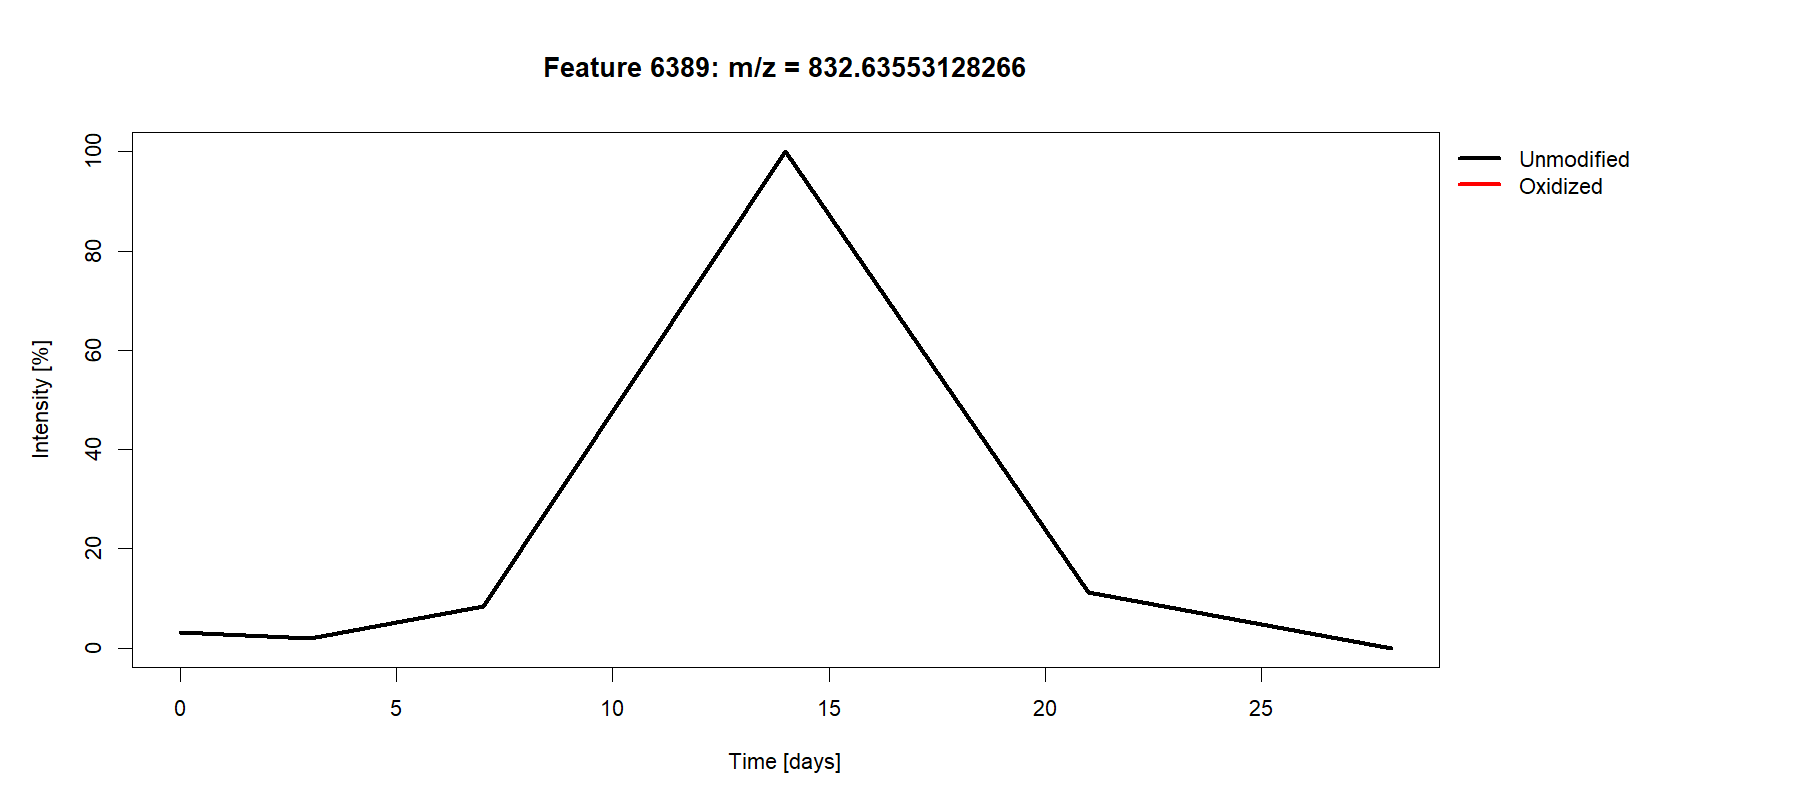 Feature 6389: m/z = 832.63553128266
Unmodified
Oxidized
Intensity [%]
100
80
60
40
20
0
0 5 10 15 20 25
Time [days]